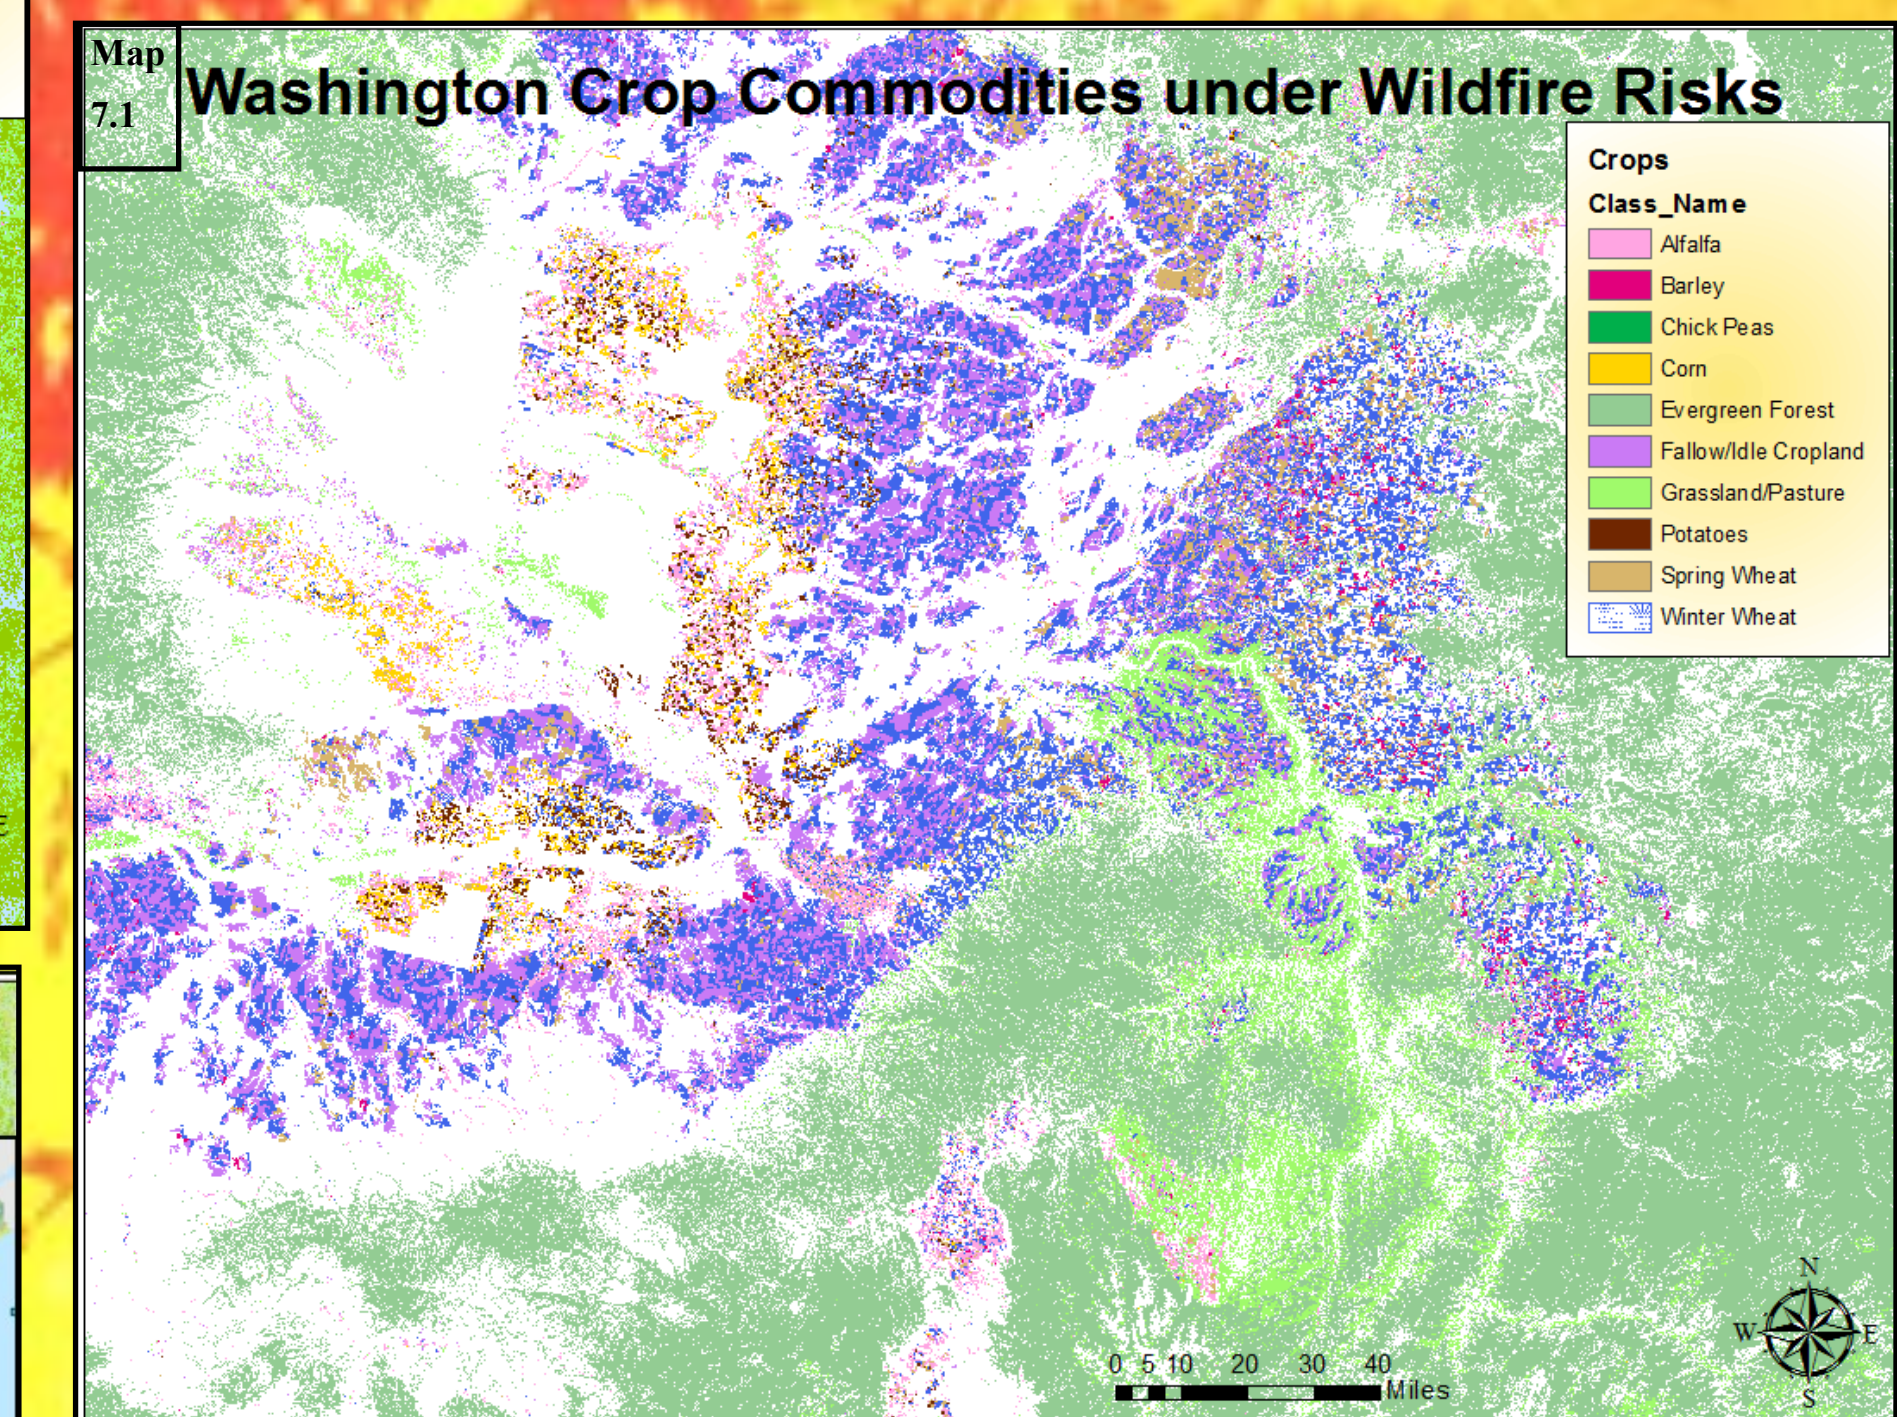 Map
7.1
Washington Crop Commodities under Wildfire Risks
Crops
Class_Name
Alfalfa
Barley
Chick Peas
Corn
Evergreen Forest
Fallow/Idle Cropland
Grassland/Pasture
Potatoes
Spring Wheat
Winter Wheat
E
N
W E
S
0 5 10 20 30 40
Miles